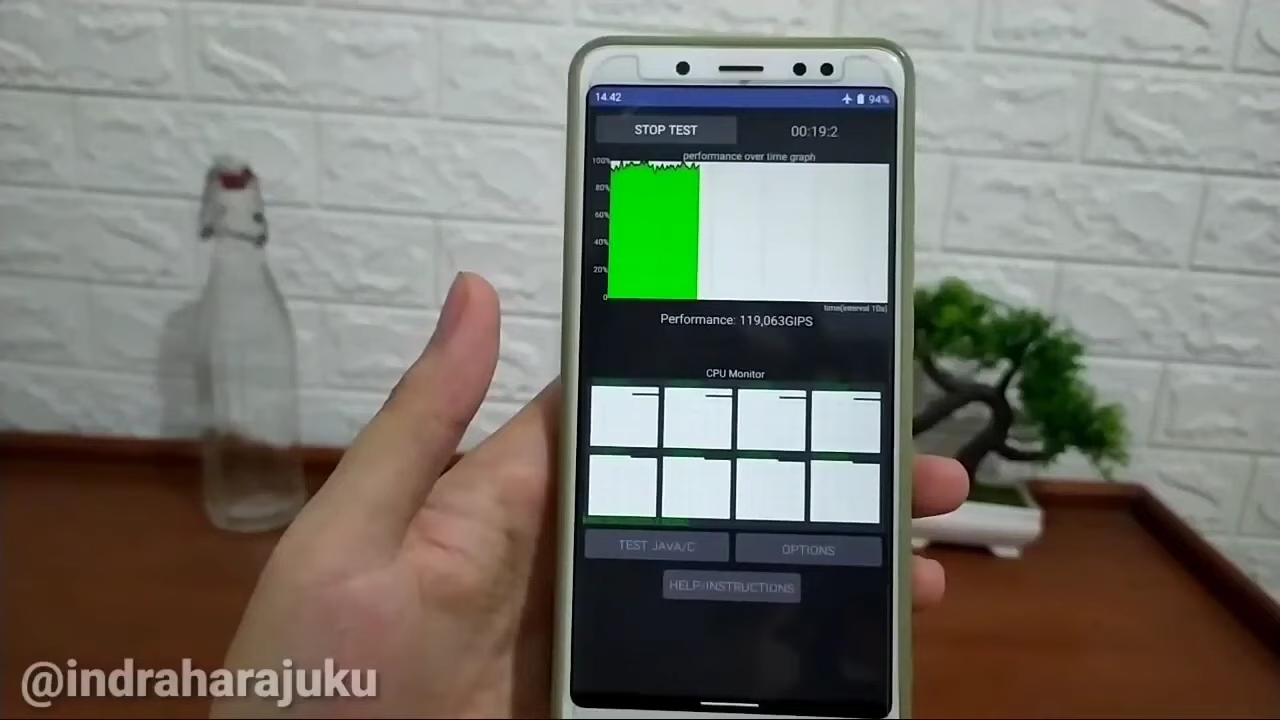 14.42 94%
STOP TEST 00:19:2
performance over time graph
100%
80%
60%
40%
20%
0
time(interval 10s)
Performance: 119,063GIPS
CPU Monitor
TEST JAVA/C OPTIONS
HELP/INSTRUCTIONS
@indraharajuku